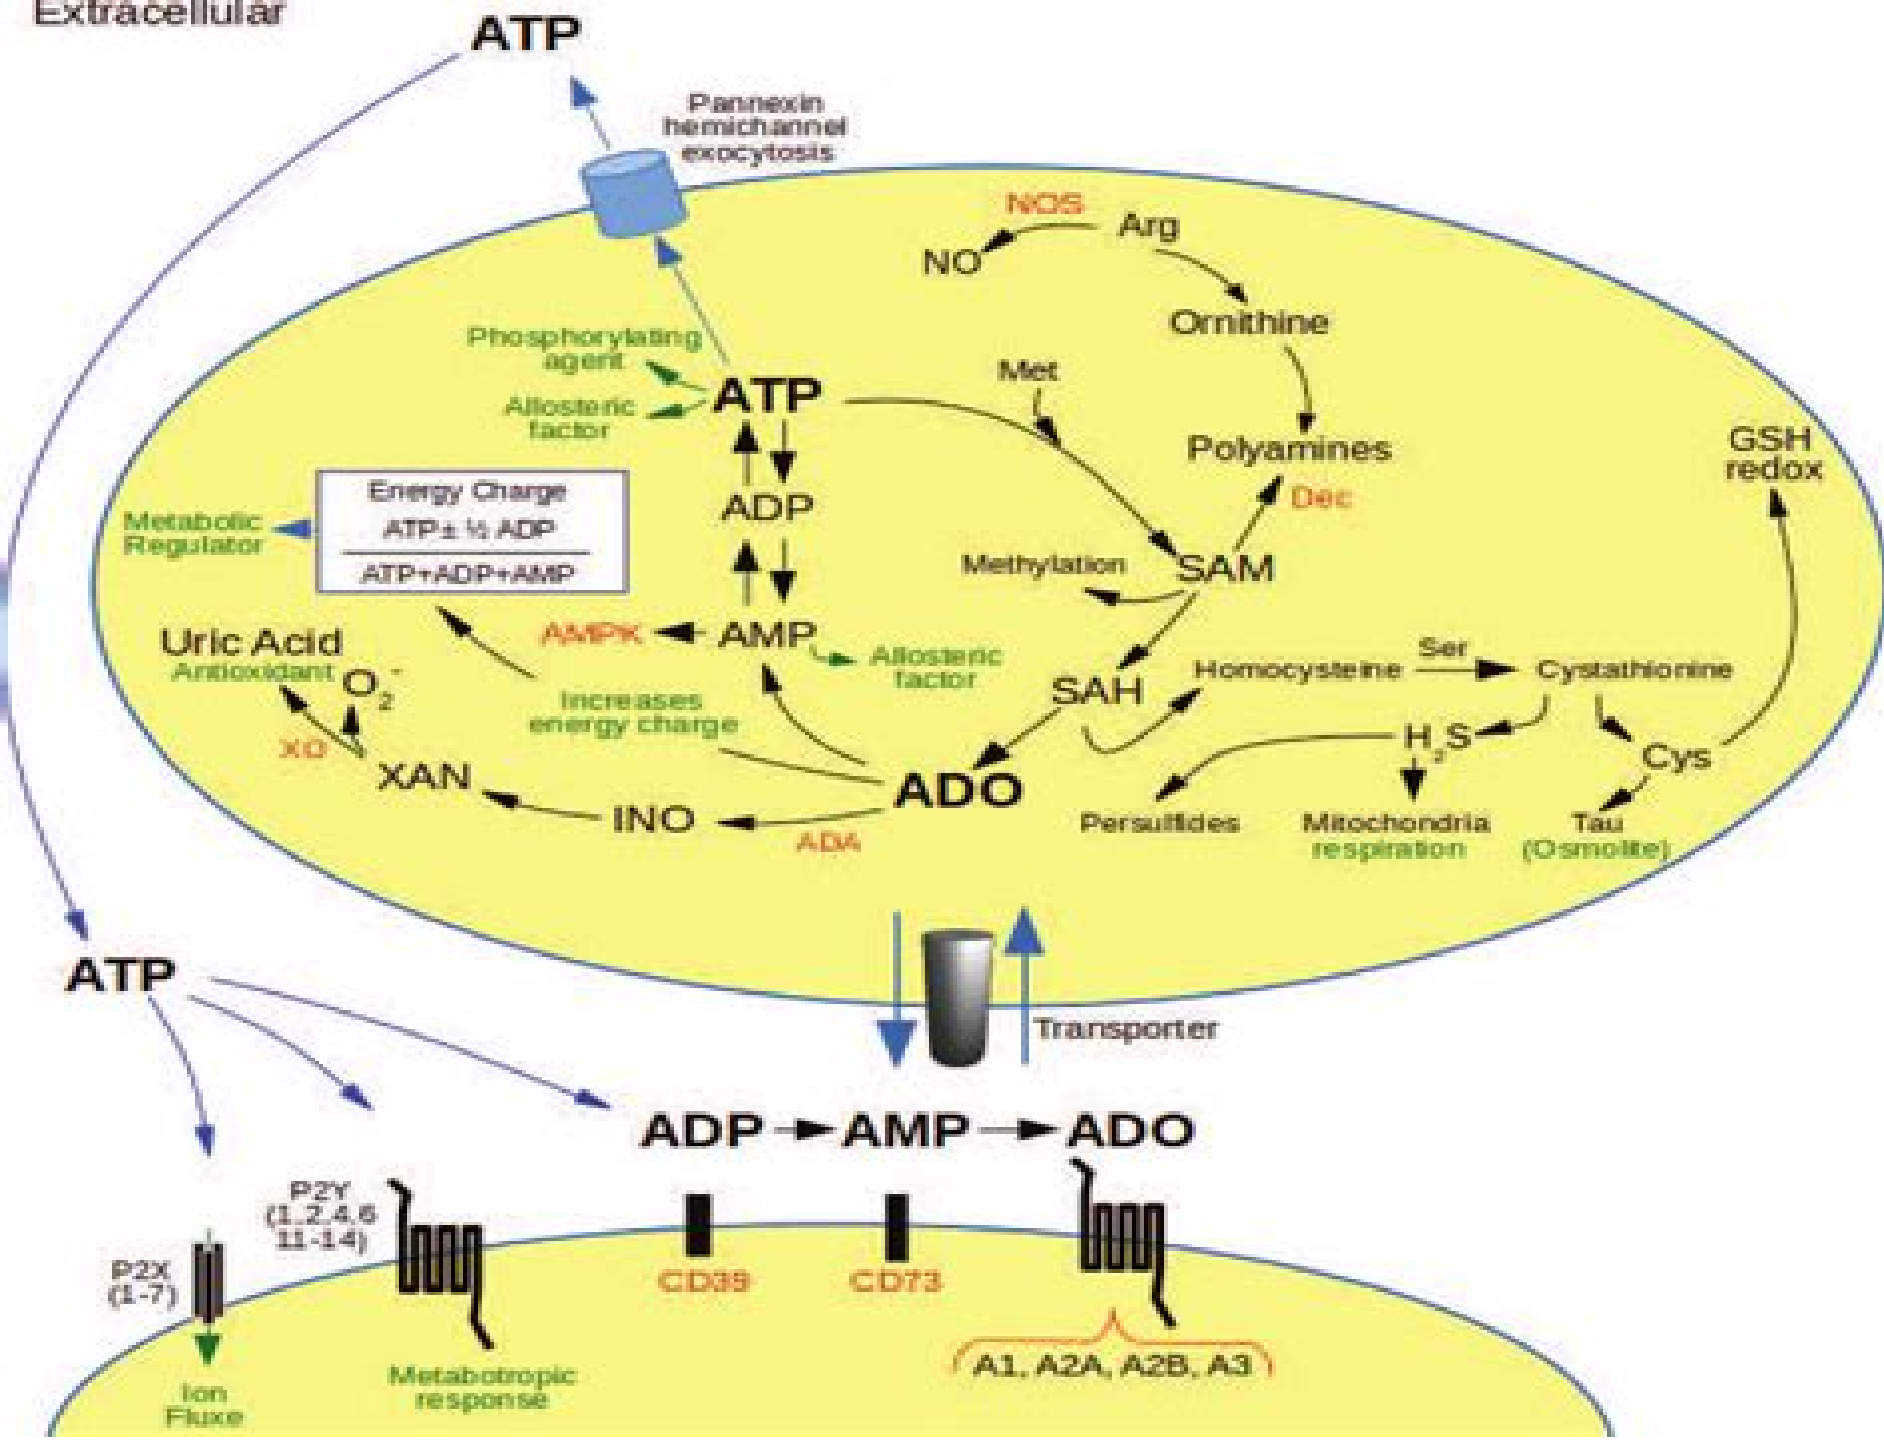 Extracellular
ATP
Pannexin
hemichannel
exocytosis
NOS
Arg
NO
Ornithine
Phosphorylating
agent
Met
ATP
Allosteric
factor
Polyamines
GSH
redox
Dec
Energy Charge
ATP± ½ ADP
ATP+ADP+AMP
Metabolic
Regulator
ADP
Methylation
SAM
AMPK
AMP
Allosteric
factor
Uric Acid
Antioxidant
O2-
Increases
energy charge
SAH
Homocysteine
Ser
Cystathionine
XO
XAN
H2S
Cys
ADO
INO
ADA
Persulfides
Mitochondria
respiration
Tau
(Osmolite)
ATP
Transporter
ADP
AMP
ADO
P2Y
(1,2,4,6
11-14)
P2X
(1-7)
CD39
CD73
A1, A2A, A2B, A3
Metabotropic
response
Ion
Fluxe